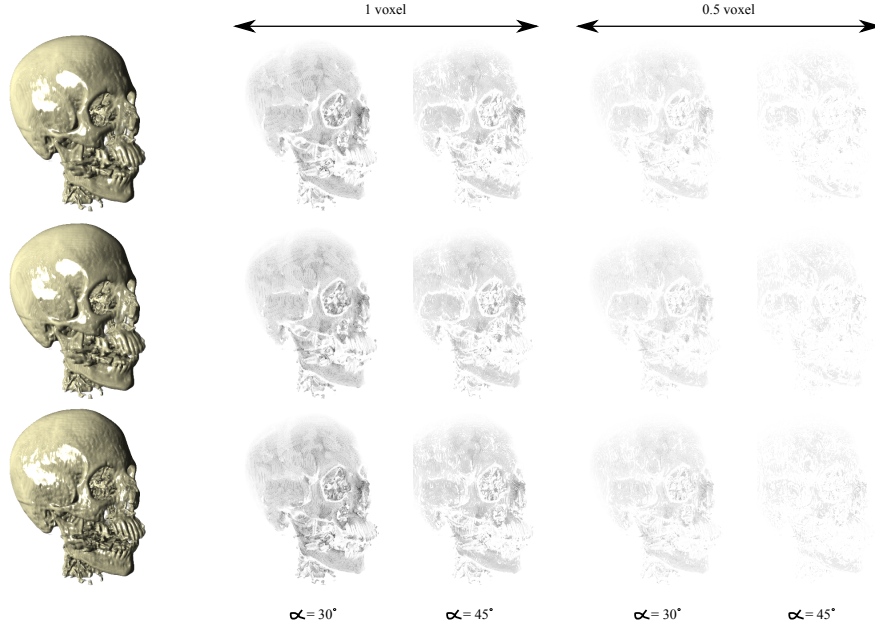 1 voxel 0.5 voxel
α = 30° α = 45° α = 30° α = 45°